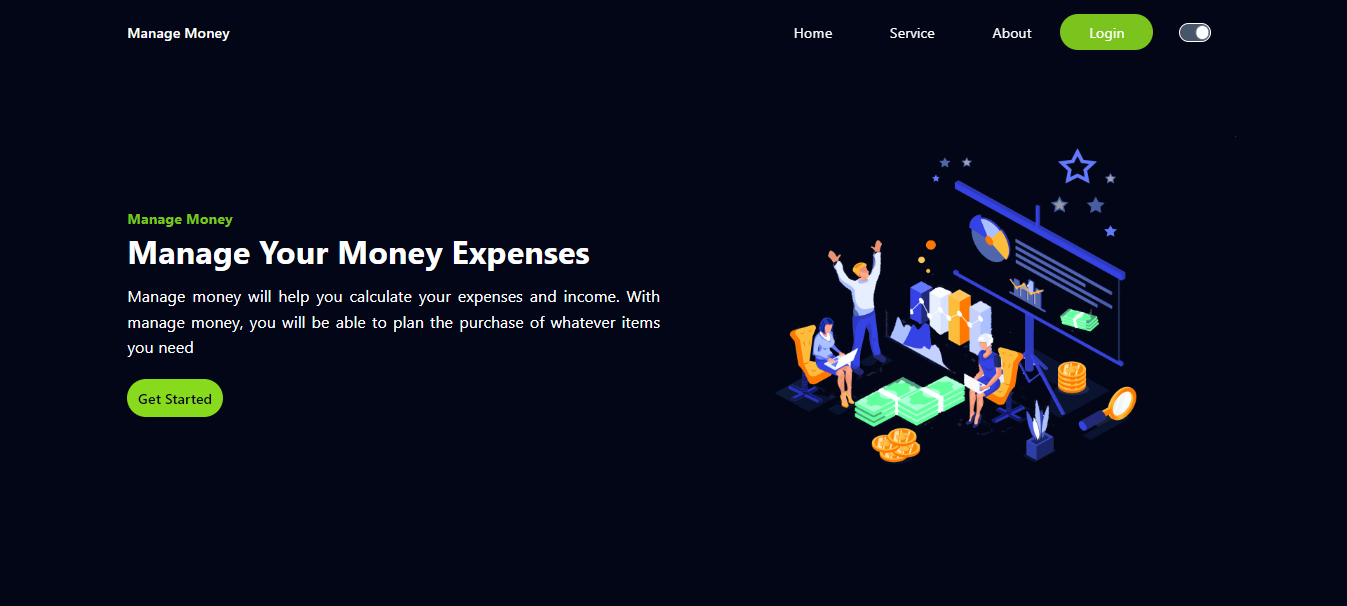 Manage Money
Home
Service
About
Login
Manage Money
Manage Your Money Expenses
Manage money will help you calculate your expenses and income. With
manage money, you will be able to plan the purchase of whatever items
you need
Get Started